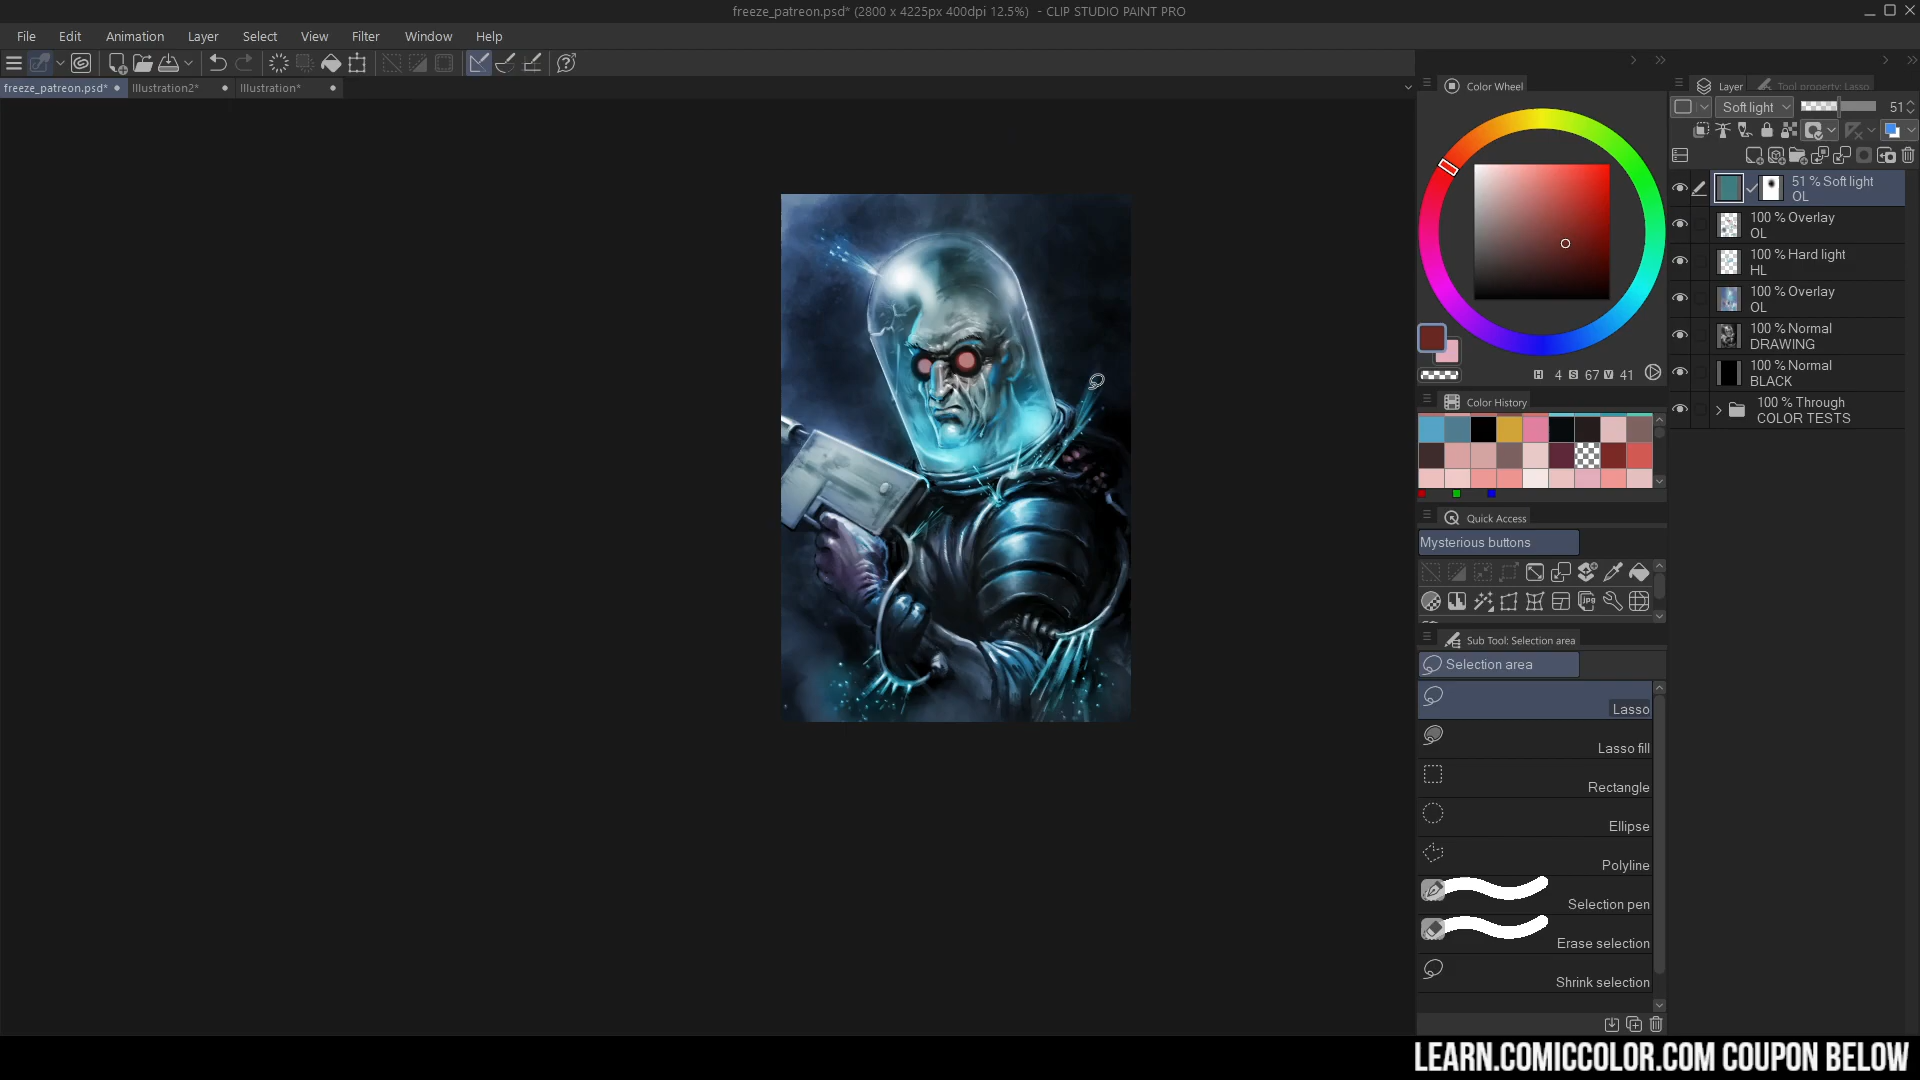 freeze_patreon.psd* (2800 x 4225px 400dpi 12.5%) - CLIP STUDIO PAINT PRO
File Edit Animation Layer Select View Filter Window Help
freeze_patreon.psd* Illustration2* Illustration*
Color Wheel
H 4 S 67 V 41
Color History
Quick Access
Mysterious buttons
Sub Tool: Selection area
Selection area
Lasso
Lasso fill
Rectangle
Ellipse
Polyline
Selection pen
Erase selection
Shrink selection
Layer Tool property: Lasso
Soft light 51
51 % Soft light
OL
100 % Overlay
OL
100 % Hard light
HL
100 % Overlay
OL
100 % Normal
DRAWING
100 % Normal
BLACK
100 % Through
COLOR TESTS
LEARN.COMICCOLOR.COM COUPON BELOW